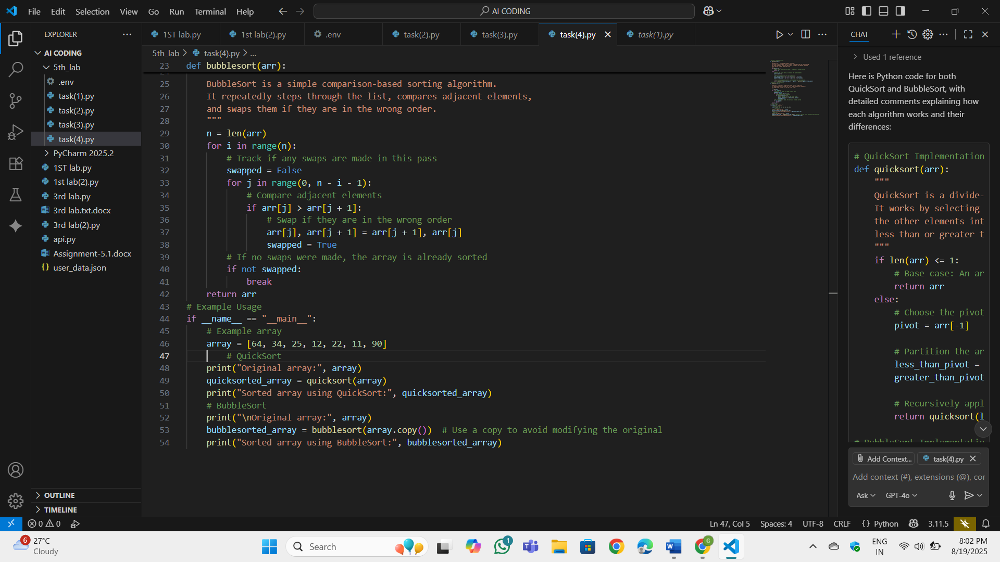 File Edit Selection View Go Run Terminal Help
AI CODING
EXPLORER
AI CODING
5th_lab
.env
task(1).py
task(2).py
task(3).py
task(4).py
PyCharm 2025.2
1ST lab.py
1st lab(2).py
3rd lab.py
3rd lab.txt.docx
3rd lab(2).py
api.py
Assignment-5.1.docx
user_data.json
OUTLINE
TIMELINE
1ST lab.py 1st lab(2).py .env task(2).py task(3).py task(4).py task(1).py
5th_lab > task(4).py > ...
23 def bubblesort(arr):
25 BubbleSort is a simple comparison-based sorting algorithm.
26 It repeatedly steps through the list, compares adjacent elements,
27 and swaps them if they are in the wrong order.
28 """
29 n = len(arr)
30 for i in range(n):
31 # Track if any swaps are made in this pass
32 swapped = False
33 for j in range(0, n - i - 1):
34 # Compare adjacent elements
35 if arr[j] > arr[j + 1]:
36 # Swap if they are in the wrong order
37 arr[j], arr[j + 1] = arr[j + 1], arr[j]
38 swapped = True
39 # If no swaps were made, the array is already sorted
40 if not swapped:
41 break
42 return arr
43 # Example Usage
44 if __name__ == "__main__":
45 # Example array
46 array = [64, 34, 25, 12, 22, 11, 90]
47 # QuickSort
48 print("Original array:", array)
49 quicksorted_array = quicksort(array)
50 print("Sorted array using QuickSort:", quicksorted_array)
51 # BubbleSort
52 print("\nOriginal array:", array)
53 bubblesorted_array = bubblesort(array.copy()) # Use a copy to avoid modifying the original
54 print("Sorted array using BubbleSort:", bubblesorted_array)
CHAT
Used 1 reference
Here is Python code for both
QuickSort and BubbleSort, with
detailed comments explaining how
each algorithm works and their
differences:
# QuickSort Implementation
def quicksort(arr):
"""
QuickSort is a divide-
It works by selecting
the other elements int
less than or greater t
"""
if len(arr) <= 1:
# Base case: An ar
return arr
else:
# Choose the pivot
pivot = arr[-1]
# Partition the ar
less_than_pivot =
greater_than_pivot
# Recursively appl
return quicksort(l
# BubbleSort Implementatio
Add Context... task(4).py
Add context (#), extensions (@), cor
Ask GPT-4o
0 0
Ln 47, Col 5 Spaces: 4 UTF-8 CRLF {} Python 3.11.5
6 27°C
Cloudy
Search
1
G
ENG
IN
8:02 PM
8/19/2025